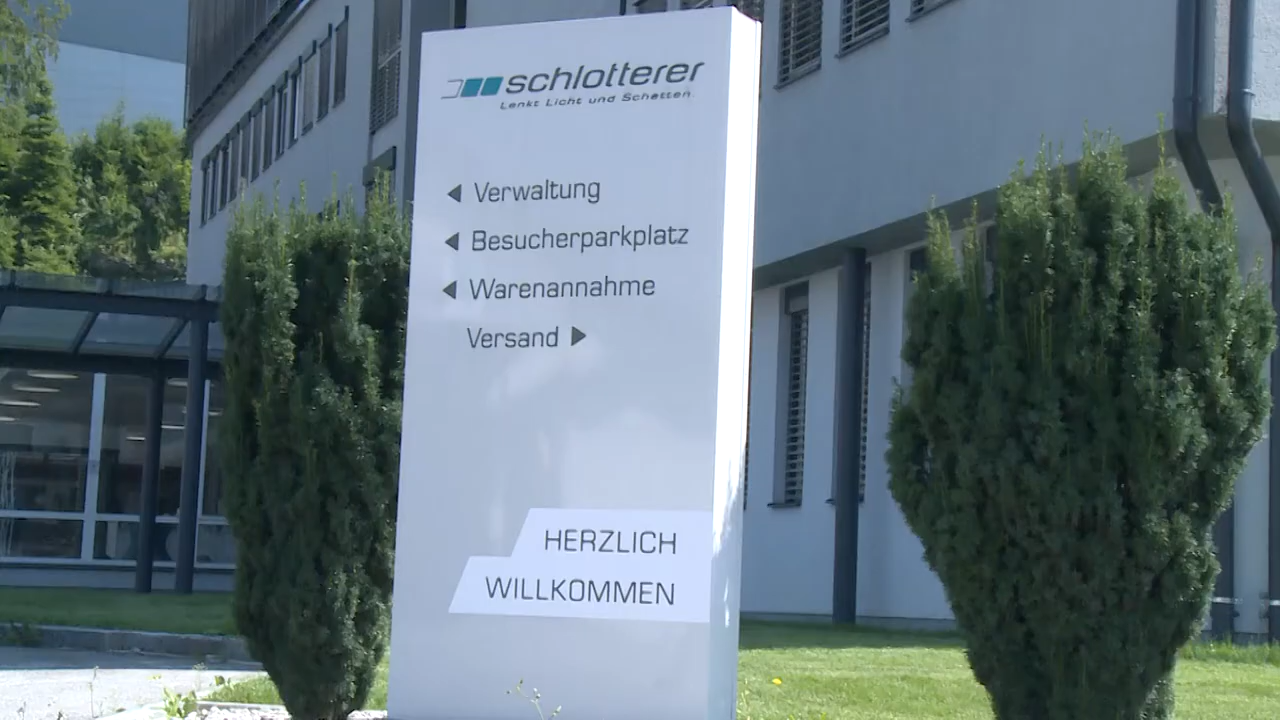 schlotterer
Lenkt Licht und Schatten.
Verwaltung
Besucherparkplatz
Warenannahme
Versand
HERZLICH
WILLKOMMEN